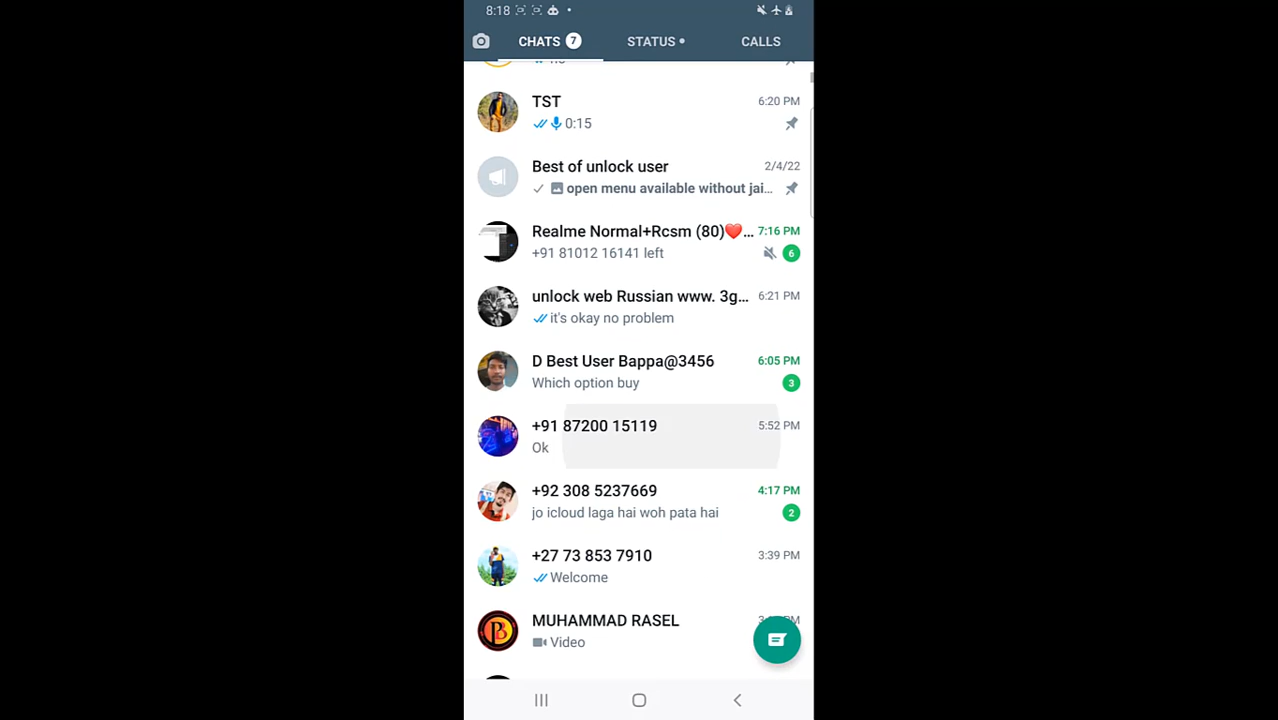 8:18
CHATS 7
STATUS
CALLS
TST
6:20 PM
0:15
Best of unlock user
2/4/22
open menu available without jai...
Realme Normal+Rcsm (80)❤️...
7:16 PM
+91 81012 16141 left
6
unlock web Russian www. 3g...
6:21 PM
it's okay no problem
D Best User Bappa@3456
6:05 PM
Which option buy
3
+91 87200 15119
5:52 PM
Ok
+92 308 5237669
4:17 PM
jo icloud laga hai woh pata hai
2
+27 73 853 7910
3:39 PM
Welcome
MUHAMMAD RASEL
Video